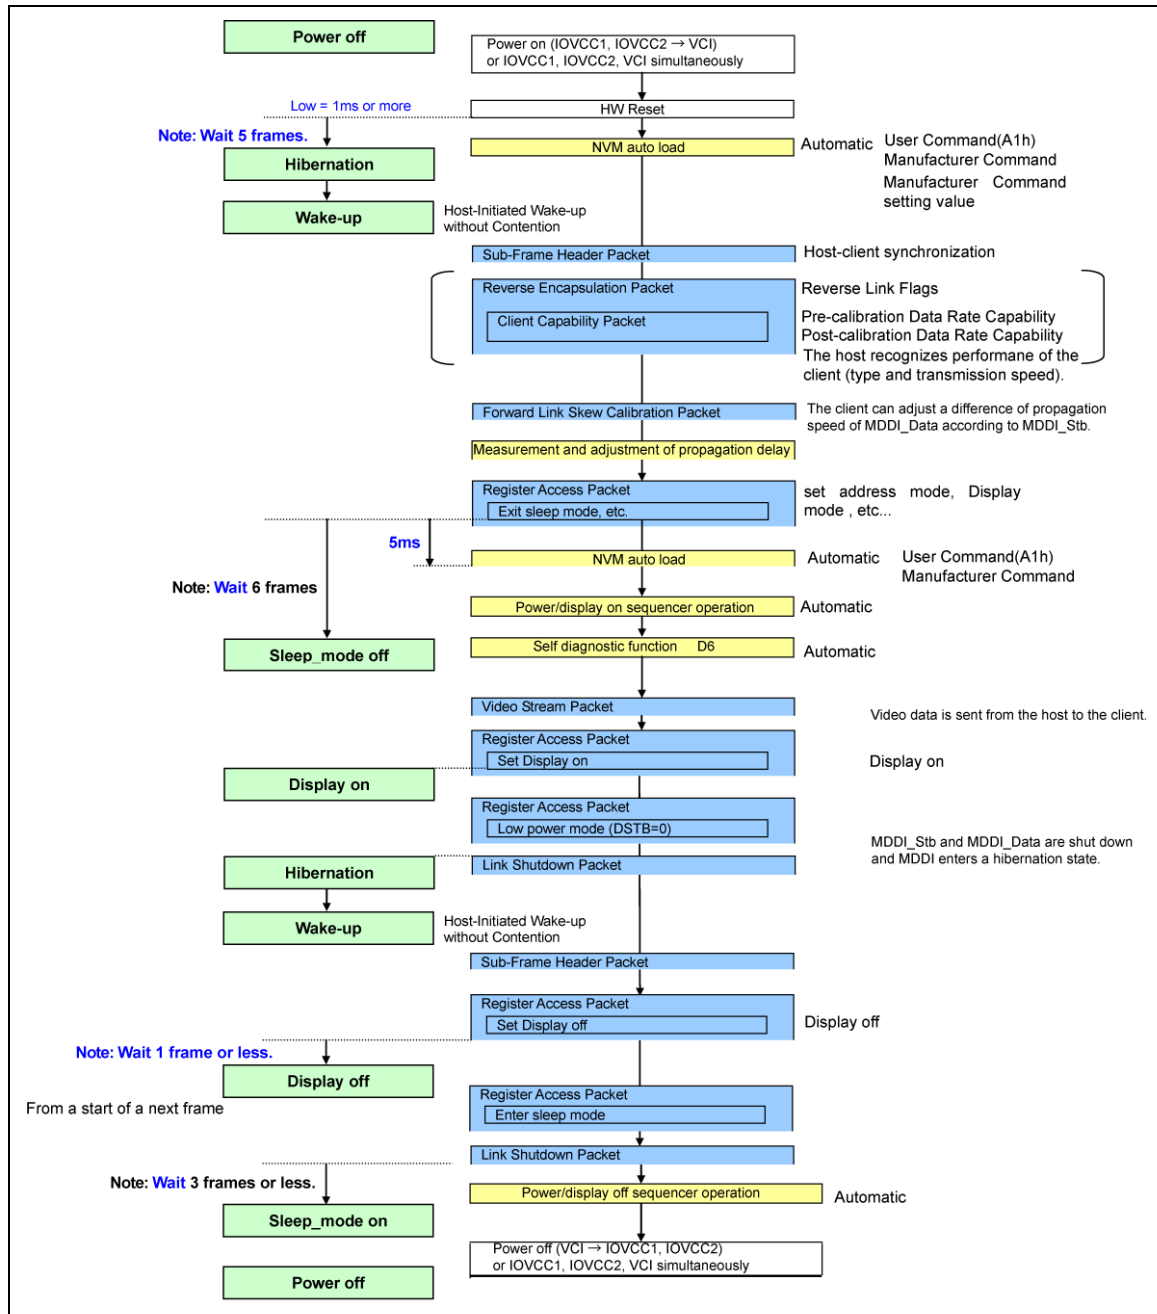 Power off
Power on (IOVCC1, IOVCC2 → VCI)
or IOVCC1, IOVCC2, VCI simultaneously
Low = 1ms or more
HW Reset
Note: Wait 5 frames.
NVM auto load
Automatic
User Command(A1h)
Manufacturer Command
Manufacturer Command
setting value
Hibernation
Wake-up
Host-Initiated Wake-up
without Contention
Sub-Frame Header Packet
Host-client synchronization
Reverse Encapsulation Packet
Reverse Link Flags
Client Capability Packet
Pre-calibration Data Rate Capability
Post-calibration Data Rate Capability
The host recognizes performane of the
client (type and transmission speed).
Forward Link Skew Calibration Packet
The client can adjust a difference of propagation
speed of MDDI_Data according to MDDI_Stb.
Measurement and adjustment of propagation delay
Register Access Packet
Exit sleep mode, etc.
set address mode, Display
mode , etc...
5ms
NVM auto load
Automatic
User Command(A1h)
Manufacturer Command
Note: Wait 6 frames
Power/display on sequencer operation
Automatic
Self diagnostic function D6
Automatic
Sleep_mode off
Video Stream Packet
Video data is sent from the host to the client.
Register Access Packet
Set Display on
Display on
Display on
Register Access Packet
Low power mode (DSTB=0)
MDDI_Stb and MDDI_Data are shut down
and MDDI enters a hibernation state.
Link Shutdown Packet
Hibernation
Wake-up
Host-Initiated Wake-up
without Contention
Sub-Frame Header Packet
Register Access Packet
Set Display off
Display off
Note: Wait 1 frame or less.
Display off
From a start of a next frame
Register Access Packet
Enter sleep mode
Link Shutdown Packet
Note: Wait 3 frames or less.
Power/display off sequencer operation
Automatic
Sleep_mode on
Power off (VCI → IOVCC1, IOVCC2)
or IOVCC1, IOVCC2, VCI simultaneously
Power off